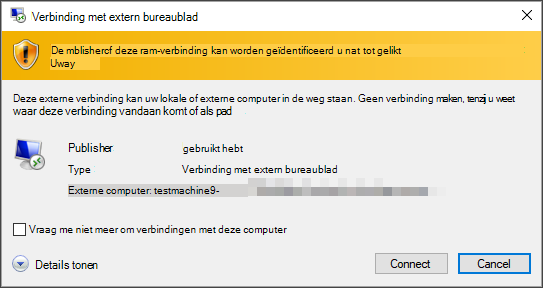 Verbinding met extern bureaublad
De mblishercf deze ram-verbinding kan worden geïdentificeerd u nat tot gelikt
Uway
Deze externe verbinding kan uw lokale of externe computer in de weg staan. Geen verbinding maken, tenzij u weet
waar deze verbinding vandaan komt of als pad
Publisher gebruikt hebt
Type Verbinding met extern bureaublad
Externe computer: testmachine9-
Vraag me niet meer om verbindingen met deze computer
Details tonen Connect Cancel